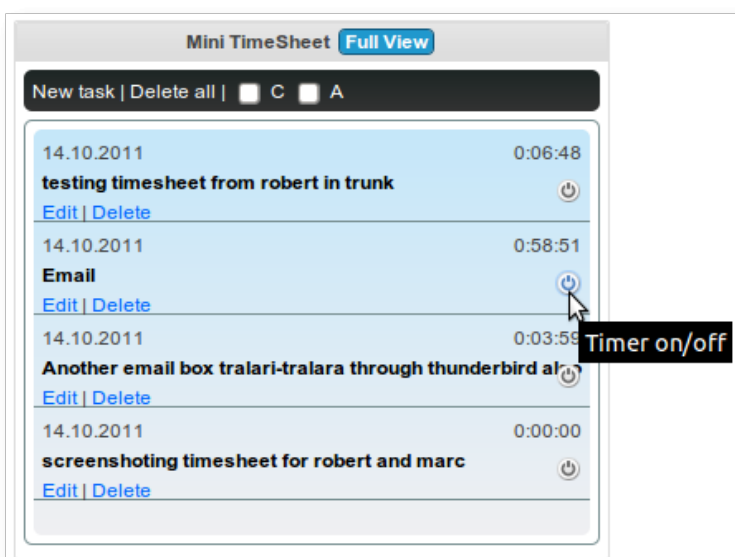 Mini TimeSheet Full View
New task | Delete all | C A
14.10.2011 0:06:48
testing timesheet from robert in trunk
Edit | Delete
14.10.2011 0:58:51
Email
Edit | Delete
14.10.2011 0:03:59
Timer on/off
Another email box tralari-tralara through thunderbird
Edit | Delete
14.10.2011 0:00:00
screenshoting timesheet for robert and marc
Edit | Delete